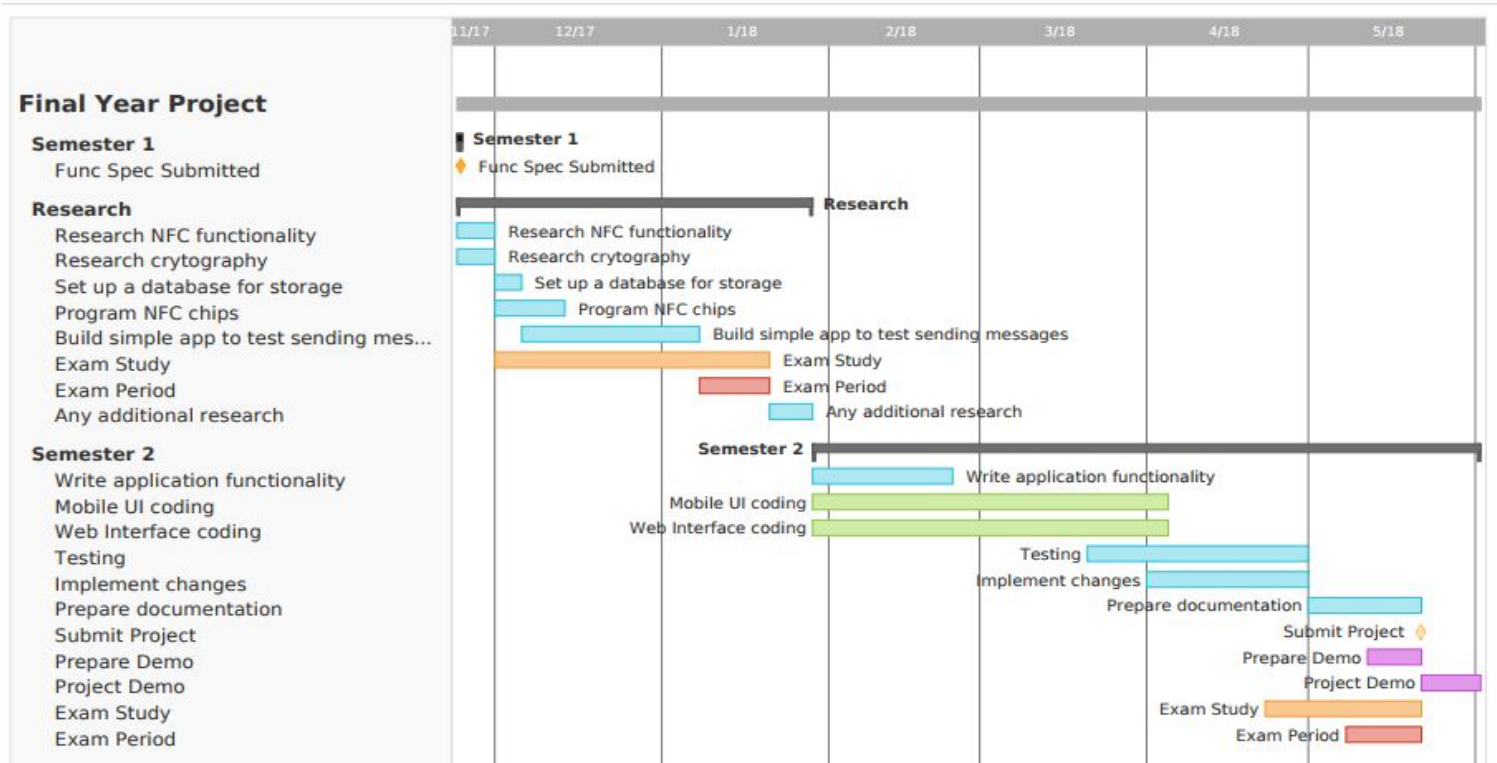 11/17 12/17 1/18 2/18 3/18 4/18 5/18
Final Year Project
Semester 1 Semester 1
Func Spec Submitted Func Spec Submitted
Research Research
Research NFC functionality Research NFC functionality
Research crytography Research crytography
Set up a database for storage Set up a database for storage
Program NFC chips Program NFC chips
Build simple app to test sending mes... Build simple app to test sending messages
Exam Study Exam Study
Exam Period Exam Period
Any additional research Any additional research
Semester 2 Semester 2
Write application functionality Write application functionality
Mobile UI coding Mobile UI coding
Web Interface coding Web Interface coding
Testing Testing
Implement changes Implement changes
Prepare documentation Prepare documentation
Submit Project Submit Project
Prepare Demo Prepare Demo
Project Demo Project Demo
Exam Study Exam Study
Exam Period Exam Period